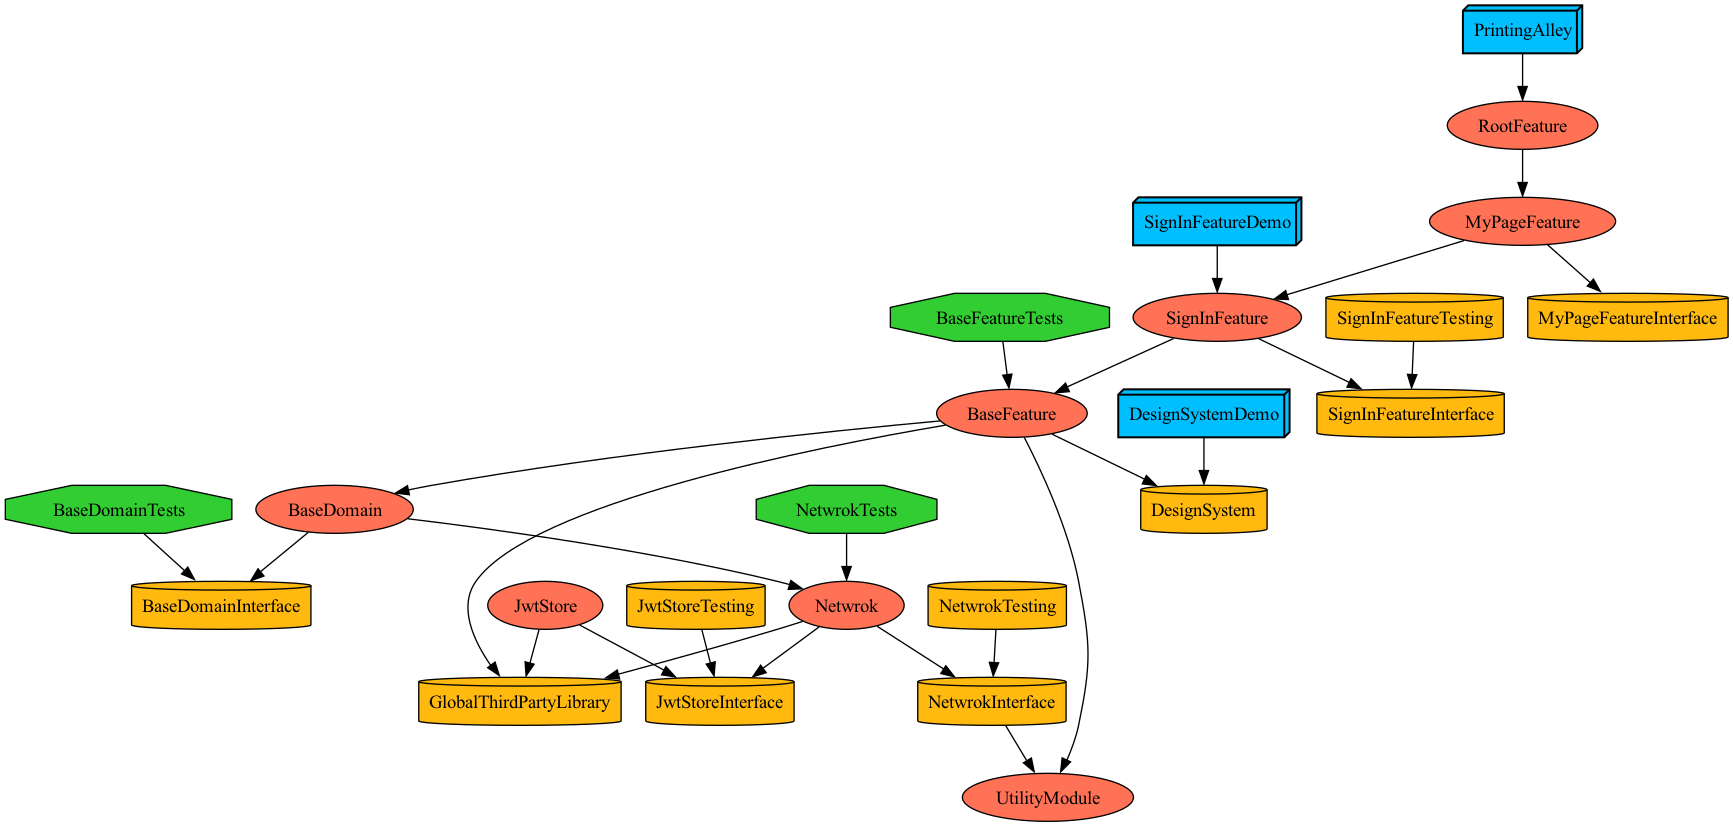 PrintingAlley
RootFeature
SignInFeatureDemo
MyPageFeature
BaseFeatureTests
SignInFeature
SignInFeatureTesting
MyPageFeatureInterface
BaseFeature
DesignSystemDemo
SignInFeatureInterface
BaseDomainTests
BaseDomain
NetwrokTests
DesignSystem
BaseDomainInterface
JwtStore
JwtStoreTesting
Netwrok
NetwrokTesting
GlobalThirdPartyLibrary
JwtStoreInterface
NetwrokInterface
UtilityModule